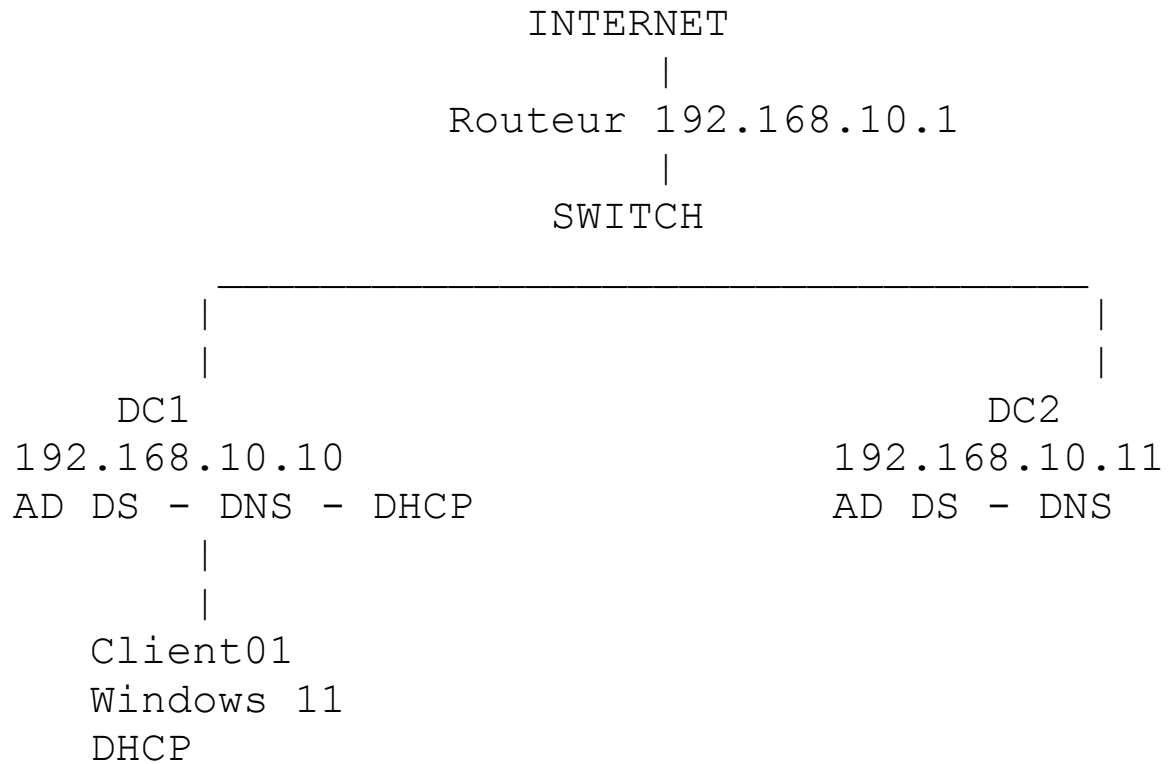 INTERNET
Routeur 192.168.10.1
SWITCH
DC1 DC2
192.168.10.10 192.168.10.11
AD DS - DNS - DHCP AD DS - DNS
Client01
Windows 11
DHCP